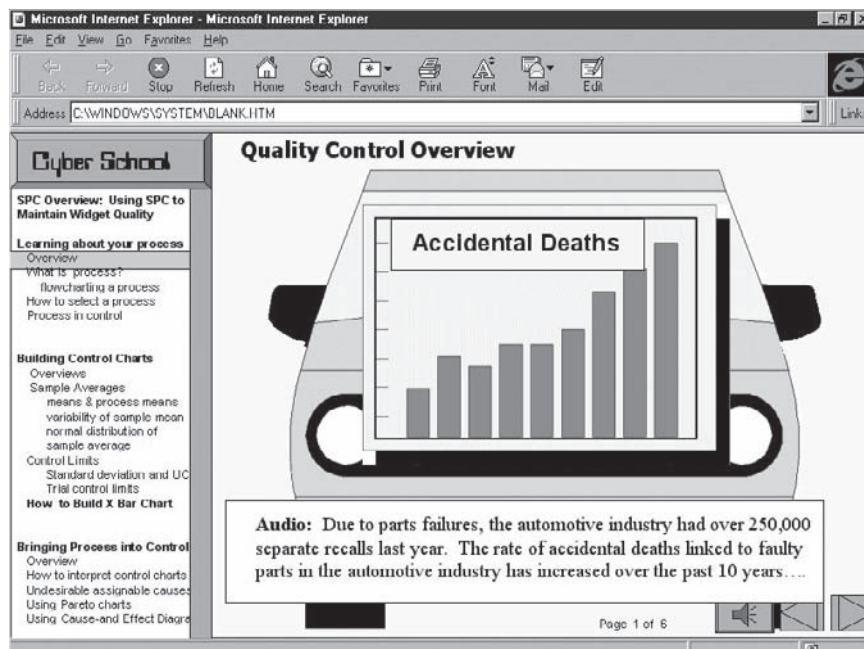 Microsoft Internet Explorer - Microsoft Internet Explorer
File Edit View Go Favorites Help
Back Forward Stop Refresh Home Search Favorites Print Font Mail Edit
Address C:\WINDOWS\SYSTEM\BLANK.HTM Link
Cyber School
SPC Overview: Using SPC to
Maintain Widget Quality
Learning about your process
Overview
What is process?
flowcharting a process
How to select a process
Process in control
Building Control Charts
Overviews
Sample Averages
means & process means
variability of sample mean
normal distribution of
sample average
Control Limits
Standard deviation and UC
Trial control limits
How to Build X Bar Chart
Bringing Process into Control
Overview
How to interpret control charts
Undesirable assignable causes
Using Pareto charts
Using Cause-and Effect Diagra
Quality Control Overview
Accidental Deaths
Audio: Due to parts failures, the automotive industry had over 250,000
separate recalls last year. The rate of accidental deaths linked to faulty
parts in the automotive industry has increased over the past 10 years….
Page 1 of 6